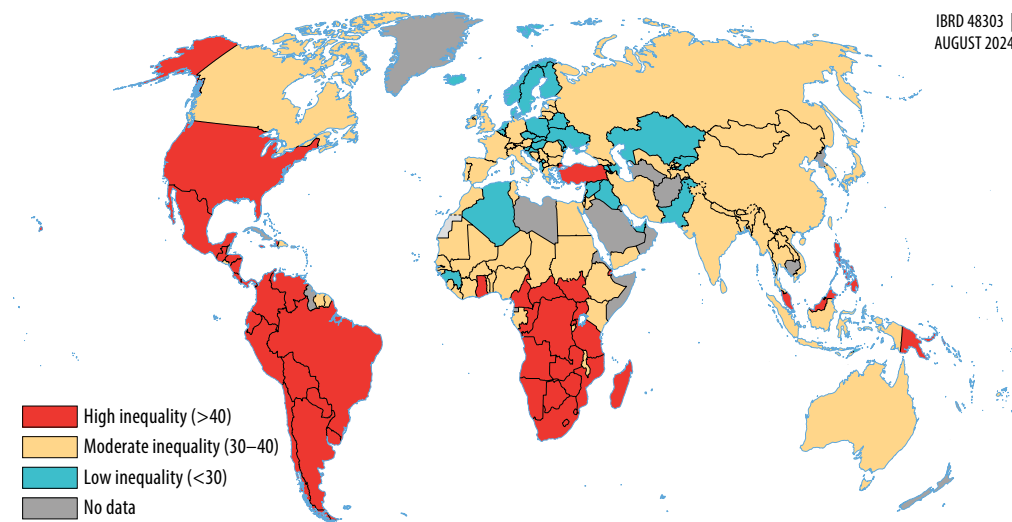 IBRD 48303 |
AUGUST 2024
High inequality (>40)
Moderate inequality (30–40)
Low inequality (<30)
No data